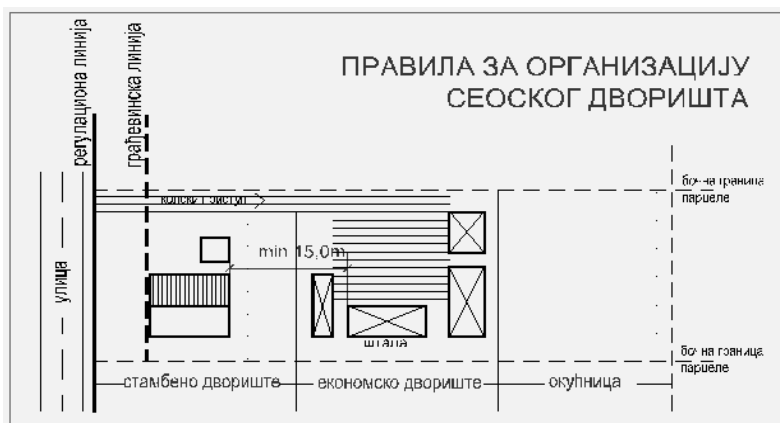 ПРАВИЛА ЗА ОРГАНИЗАЦИЈУ
СЕОСКОГ ДВОРИШТА
регулациона линија
грађевинска линија
бочна граница
парцеле
колски приступ
min 15,0m
улица
штала
бочна граница
парцеле
стамбено двориште
економско двориште
окућница